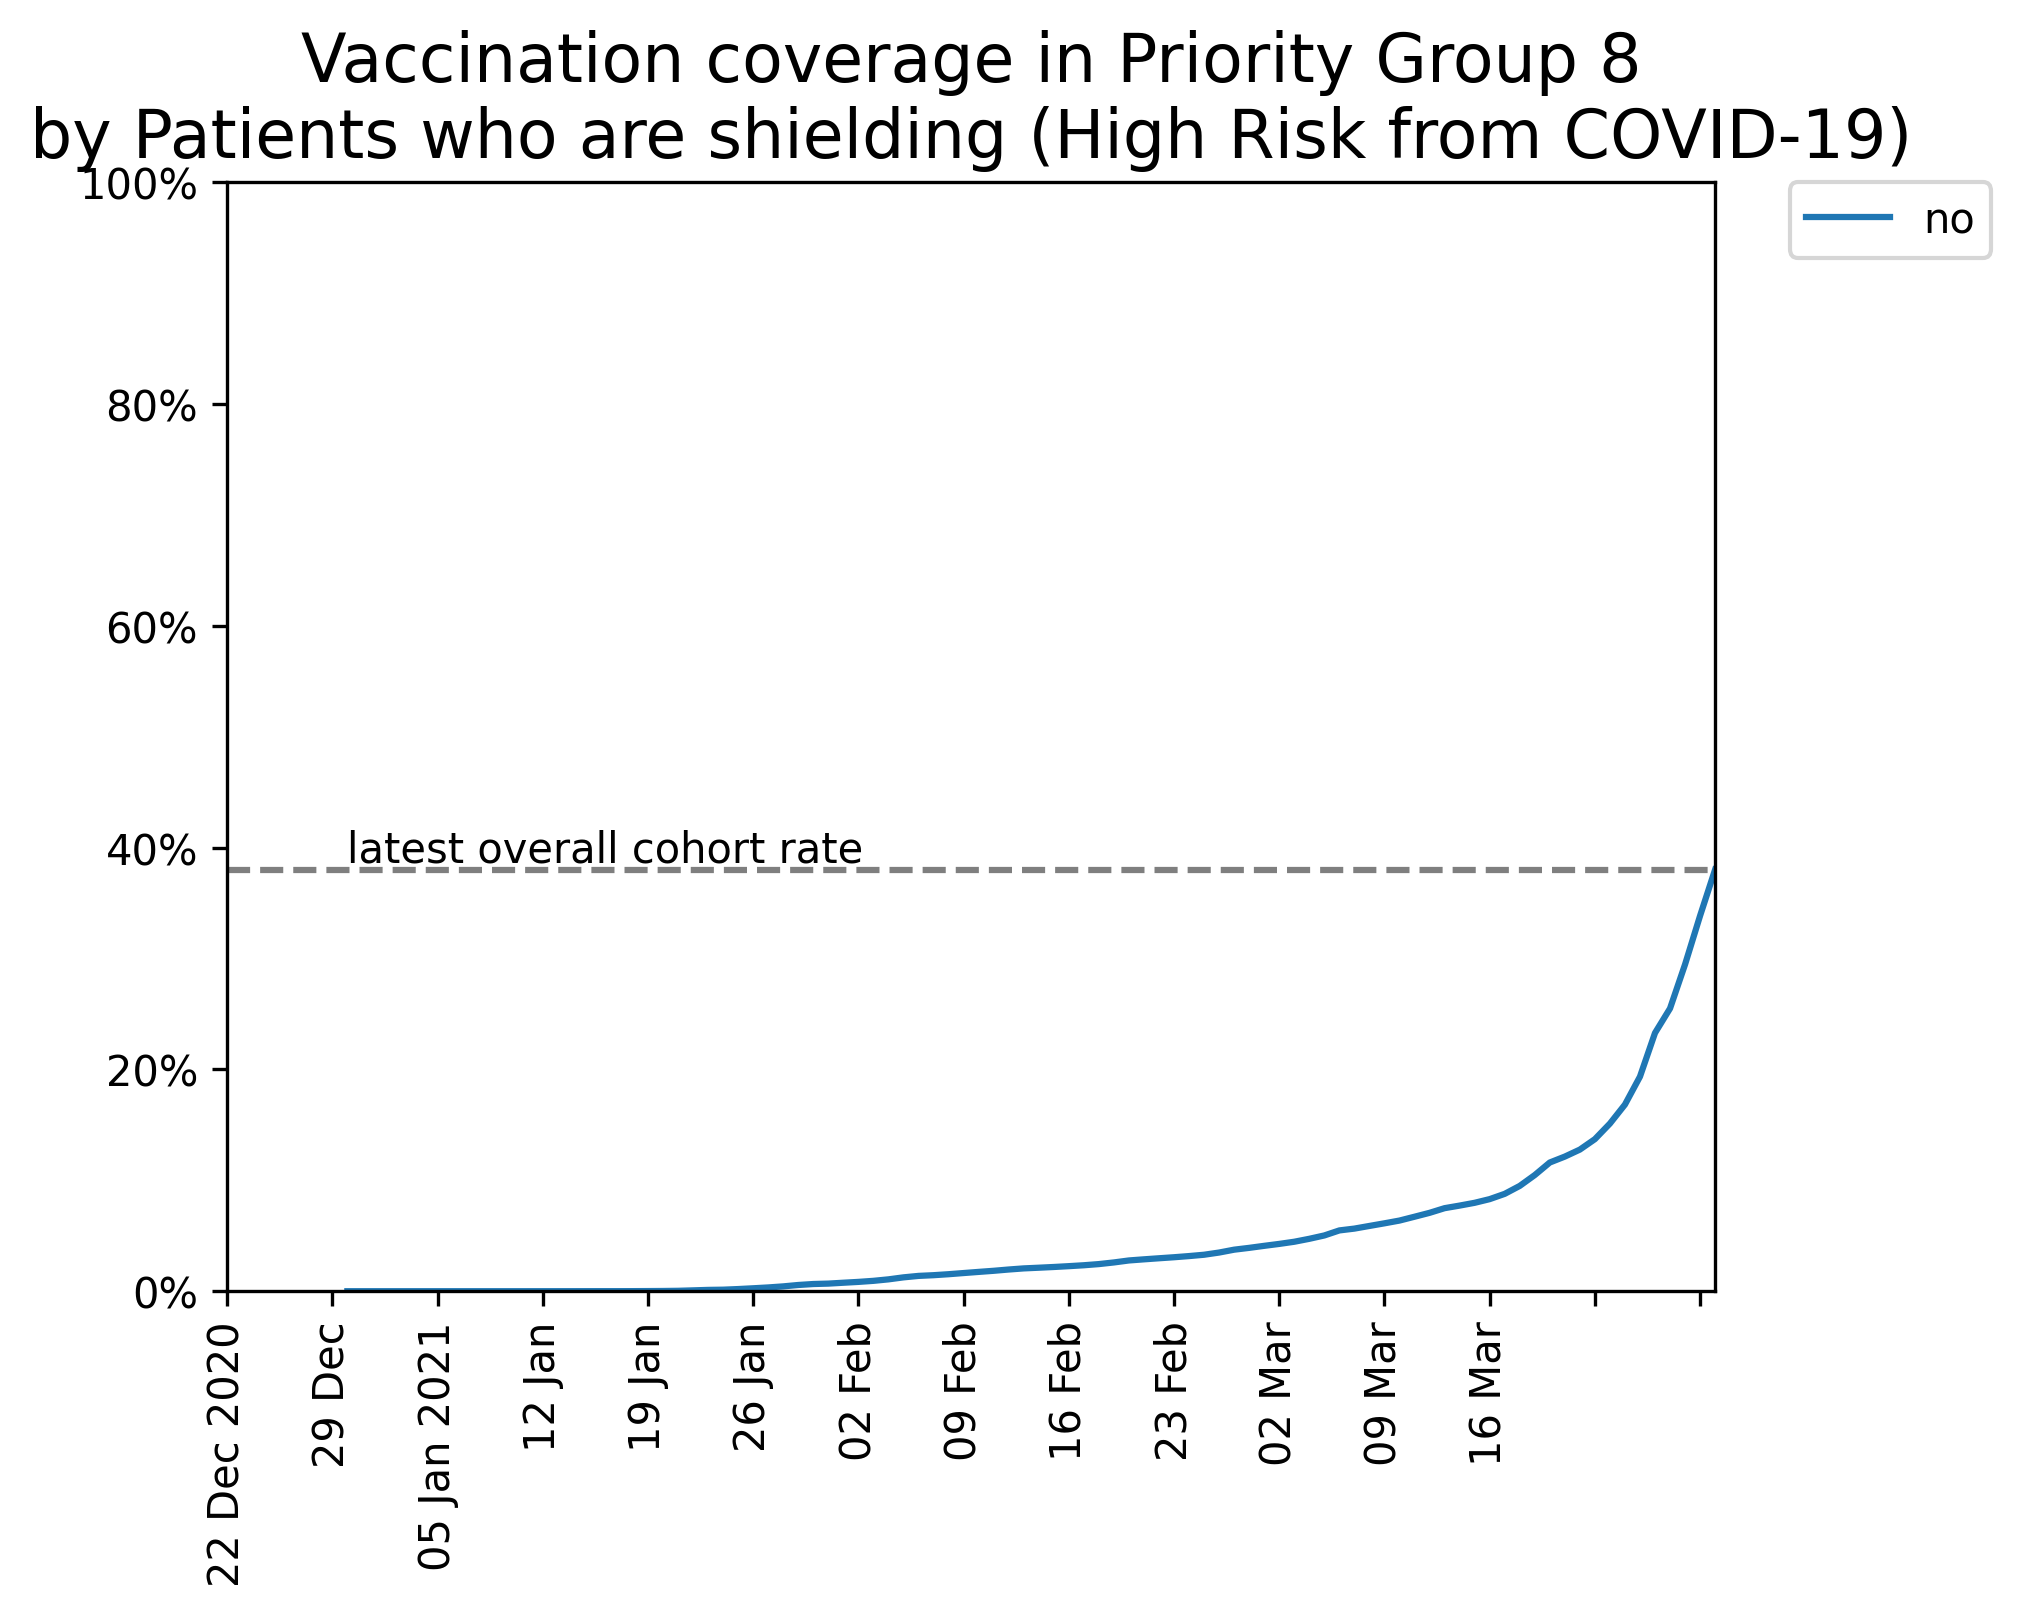 Vaccination coverage in Priority Group 8
by Patients who are shielding (High Risk from COVID-19)
100%
no
80%
60%
latest overall cohort rate
40%
20%
0%
22 Dec 2020
29 Dec
05 Jan 2021
12 Jan
19 Jan
26 Jan
02 Feb
09 Feb
16 Feb
23 Feb
02 Mar
09 Mar
16 Mar